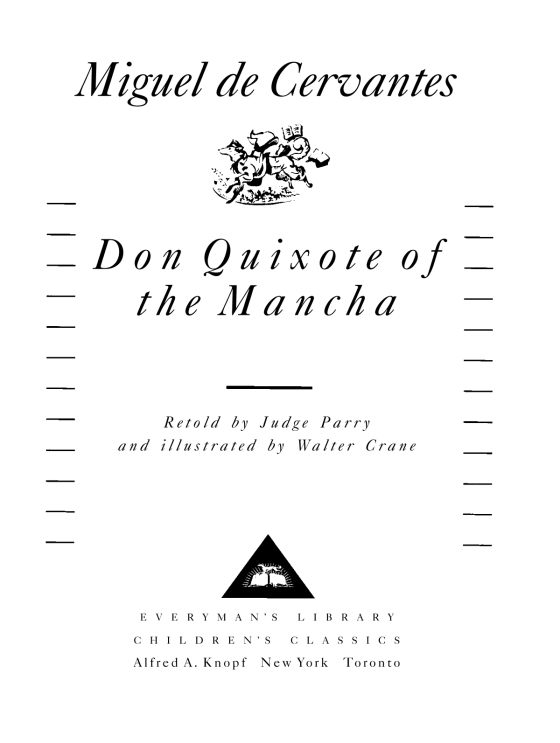 Miguel de Cervantes
Don Quixote of
the Mancha
Retold by Judge Parry
and illustrated by Walter Crane
EVERYMAN'S LIBRARY
CHILDREN'S CLASSICS
Alfred A. Knopf New York Toronto